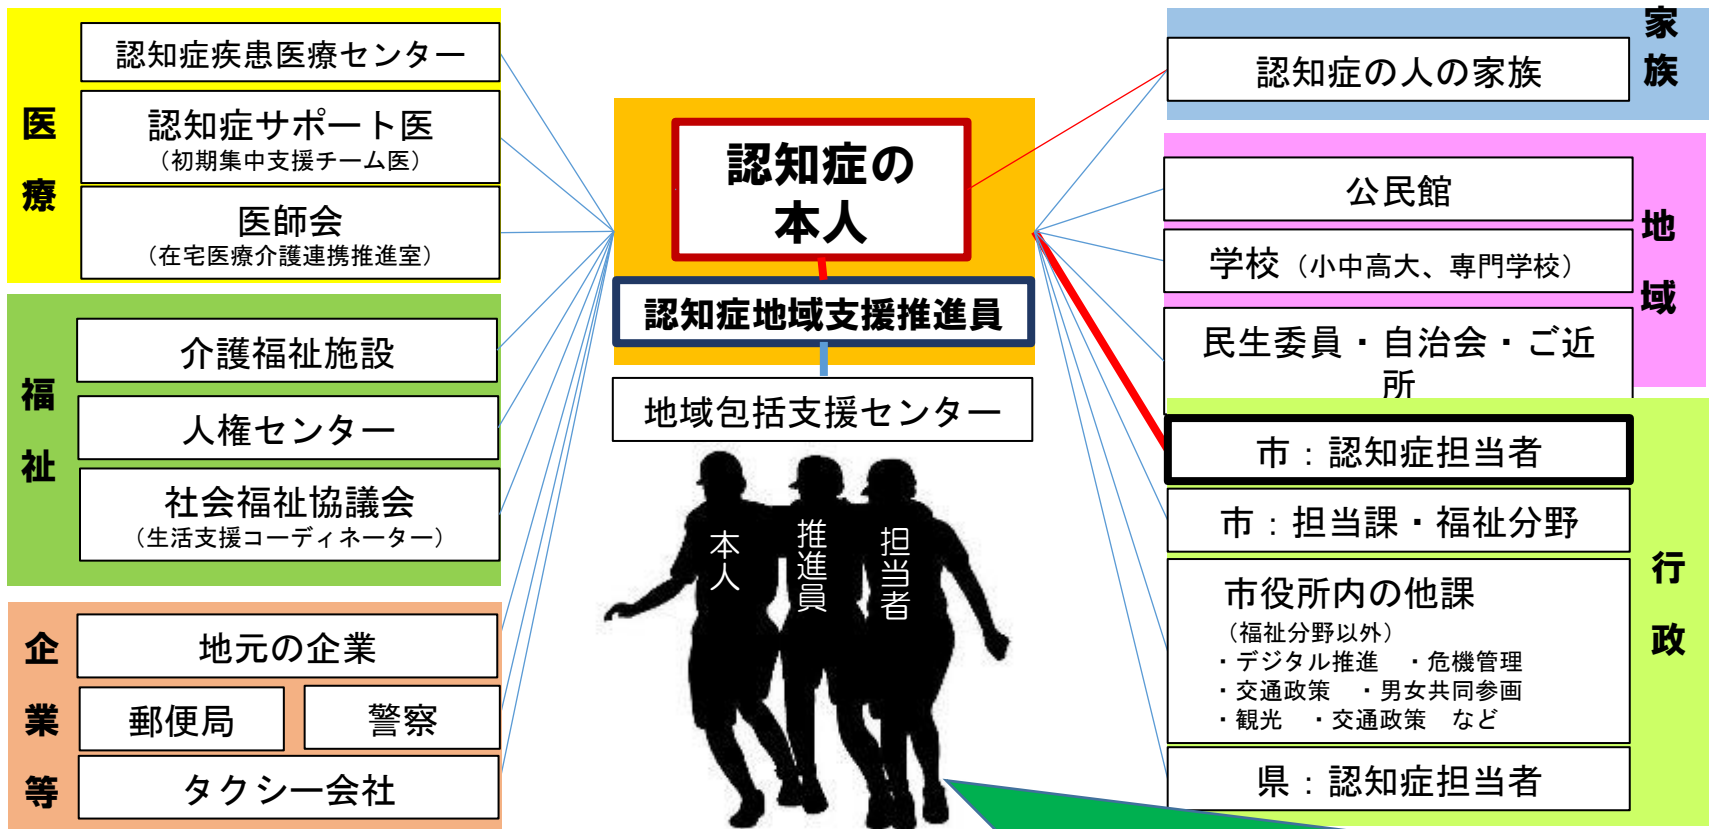 医療
認知症疾患医療センター
認知症サポート医
（初期集中支援チーム医）
医師会
（在宅医療介護連携推進室）
福祉
介護福祉施設
人権センター
社会福祉協議会
（生活支援コーディネーター）
企業等
地元の企業
郵便局
警察
タクシー会社
認知症の
本人
認知症地域支援推進員
地域包括支援センター
本人
推進員
担当者
家族
認知症の人の家族
地域
公民館
学校（小中高大、専門学校）
民生委員・自治会・ご近
所
行政
市：認知症担当者
市：担当課・福祉分野
市役所内の他課
（福祉分野以外）
・デジタル推進　・危機管理
・交通政策　・男女共同参画
・観光　・交通政策　など
県：認知症担当者